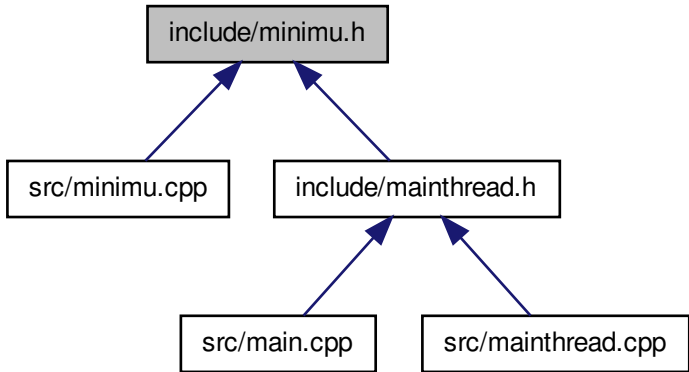 include/minimu.h
src/minimu.cpp
include/mainthread.h
src/main.cpp
src/mainthread.cpp